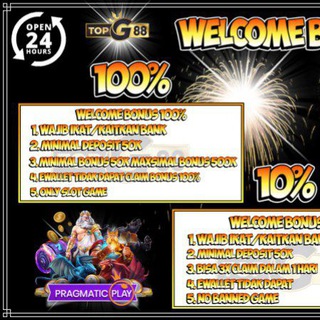 OPEN
24
HOURS
TOP G 88
WELCOME B
100%
WELCOME BONUS 100%
1. WAJIB IKAT/KAITKAN BANK
2. MINIMAL DEPOSIT 50K
3. MINIMAL BONUS 50K MAKSIMAL BONUS 500K
4. EWALLET TIDAK DAPAT CLAIM BONUS 100%
5. ONLY SLOT GAME
10%
WELCOME BONUS
1. WAJIB IKAT/KAITKAN BAN
2. MINIMAL DEPOSIT 50K
3. BISA 3X CLAIM DALAM 1 HARI
4. EWALLET TIDAK DAPAT
5. NO BANNED GAME
PRAGMATIC PLAY